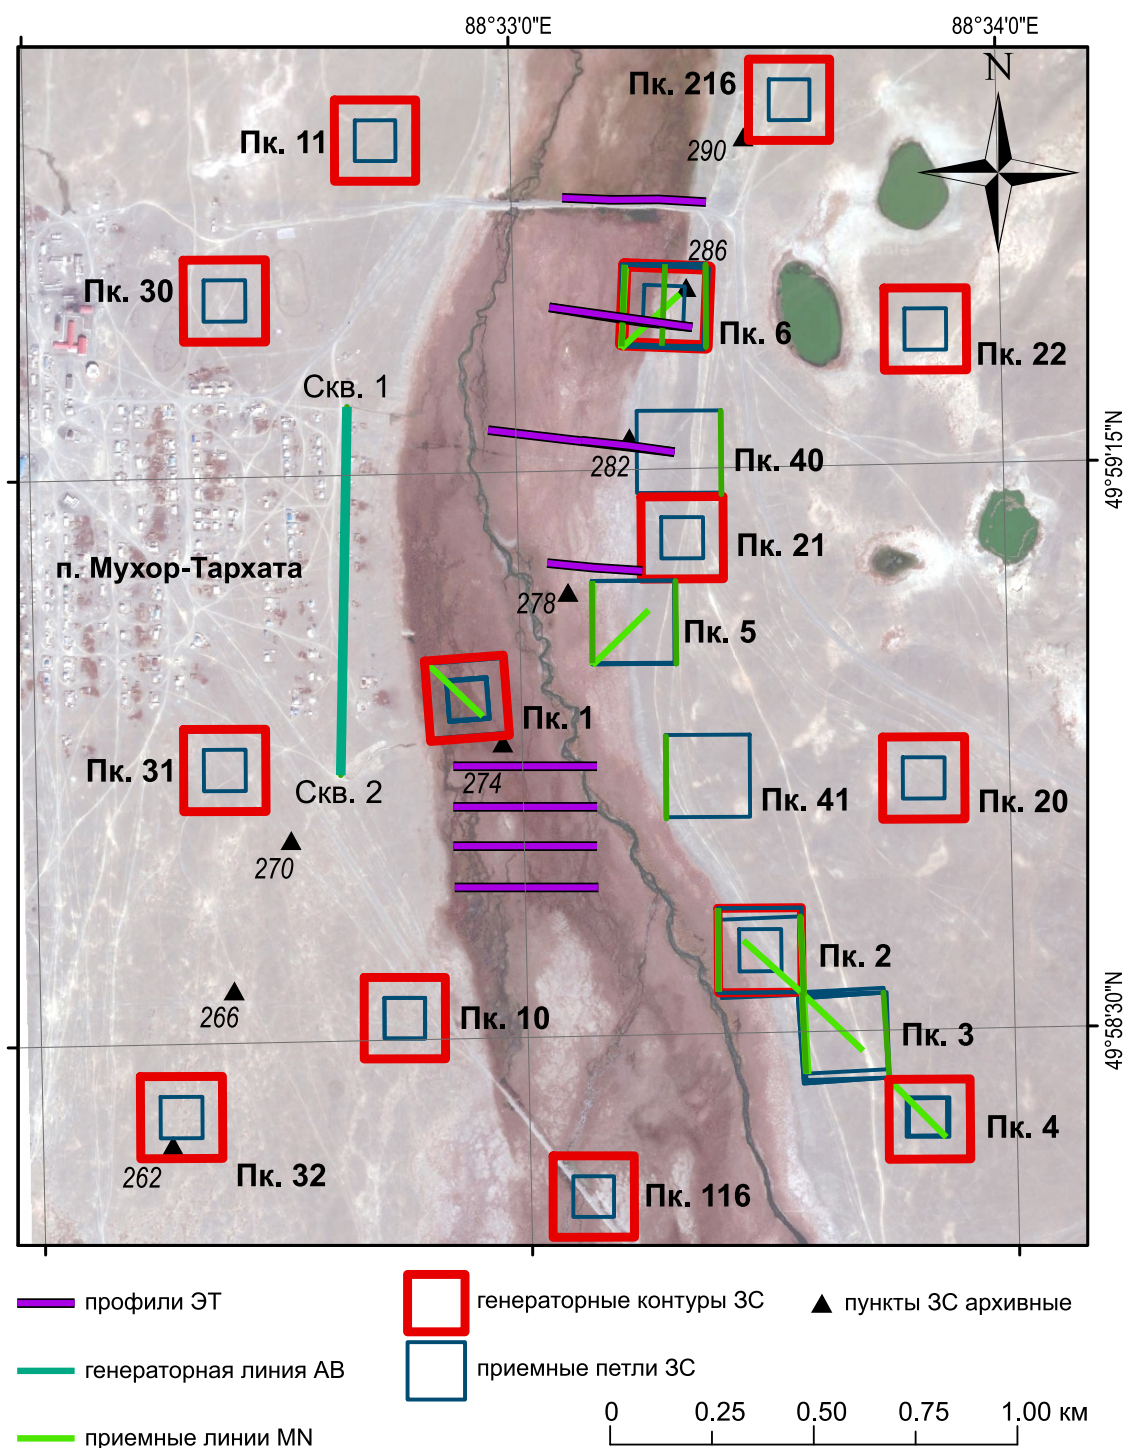 88°33'0"E
88°34'0"E
N
Пк. 216
290
Пк. 11
286
Пк. 30
Пк. 6
Пк. 22
Скв. 1
49°59'15"N
282
Пк. 40
Пк. 21
п. Мухор-Тархата
278
Пк. 5
Пк. 1
Пк. 31
274
Скв. 2
Пк. 41
Пк. 20
270
Пк. 2
266
Пк. 10
Пк. 3
49°58'30"N
Пк. 4
262
Пк. 32
Пк. 116
профили ЭТ
генераторные контуры ЗС
пункты ЗС архивные
генераторная линия АВ
приемные петли ЗС
приемные линии MN
0 0.25 0.50 0.75 1.00 км